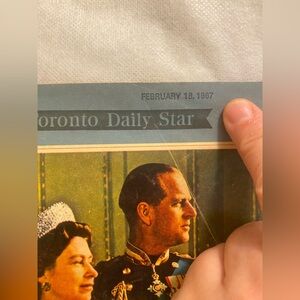 FEBRUARY 18, 1967
oronto Daily Star